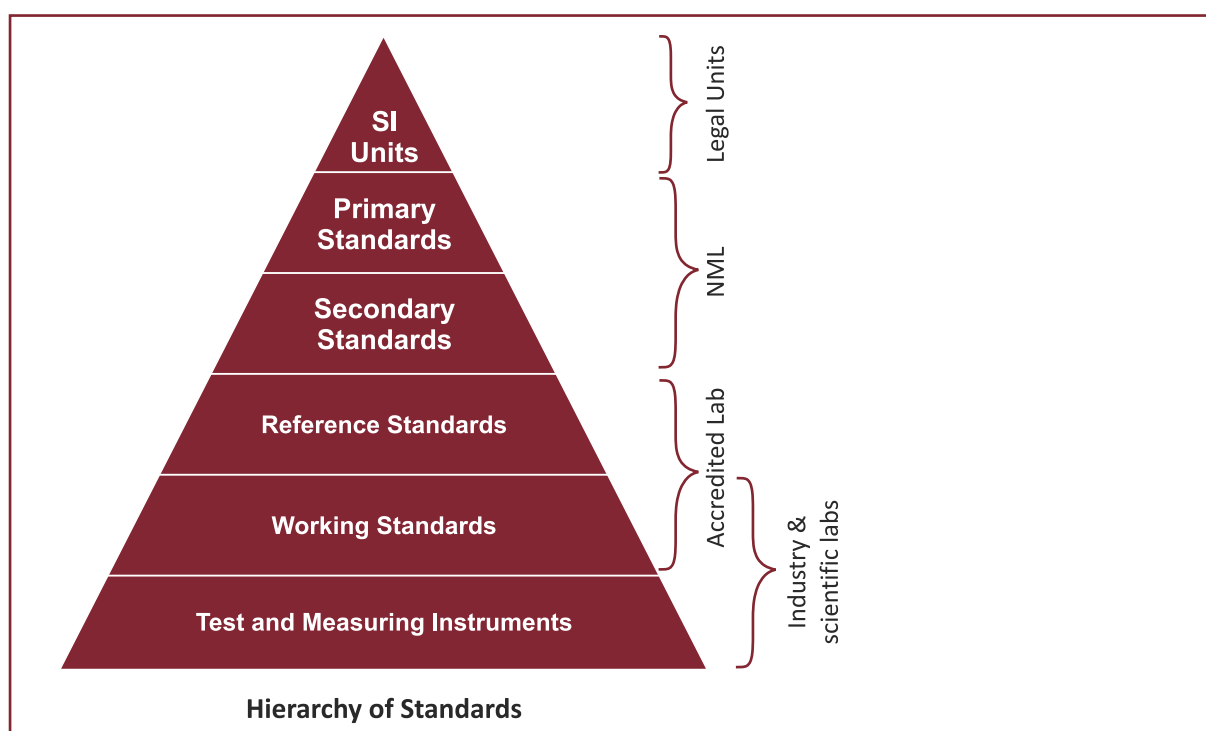 SI
Units
Primary
Standards
Secondary
Standards
Reference Standards
Working Standards
Test and Measuring Instruments
Legal Units
NML
Accredited Lab
Industry &
scientific labs
Hierarchy of Standards